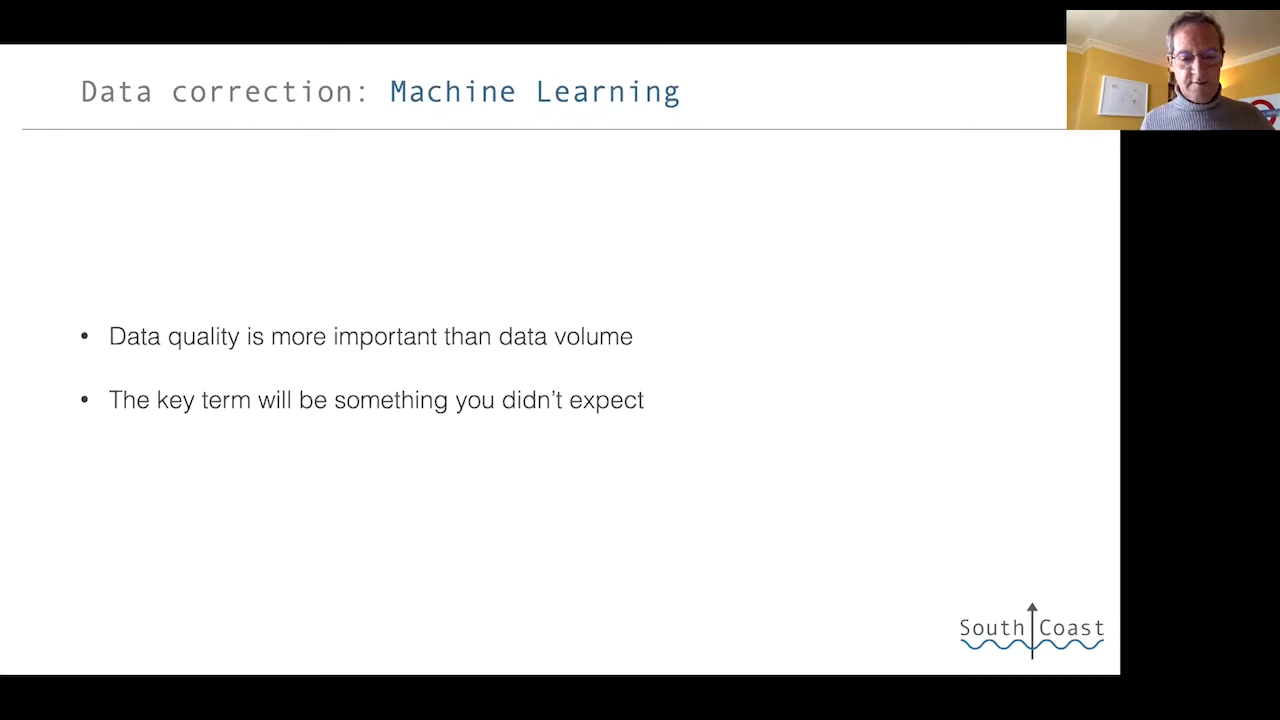 Data correction: Machine Learning
• Data quality is more important than data volume
• The key term will be something you didn't expect
South Coast